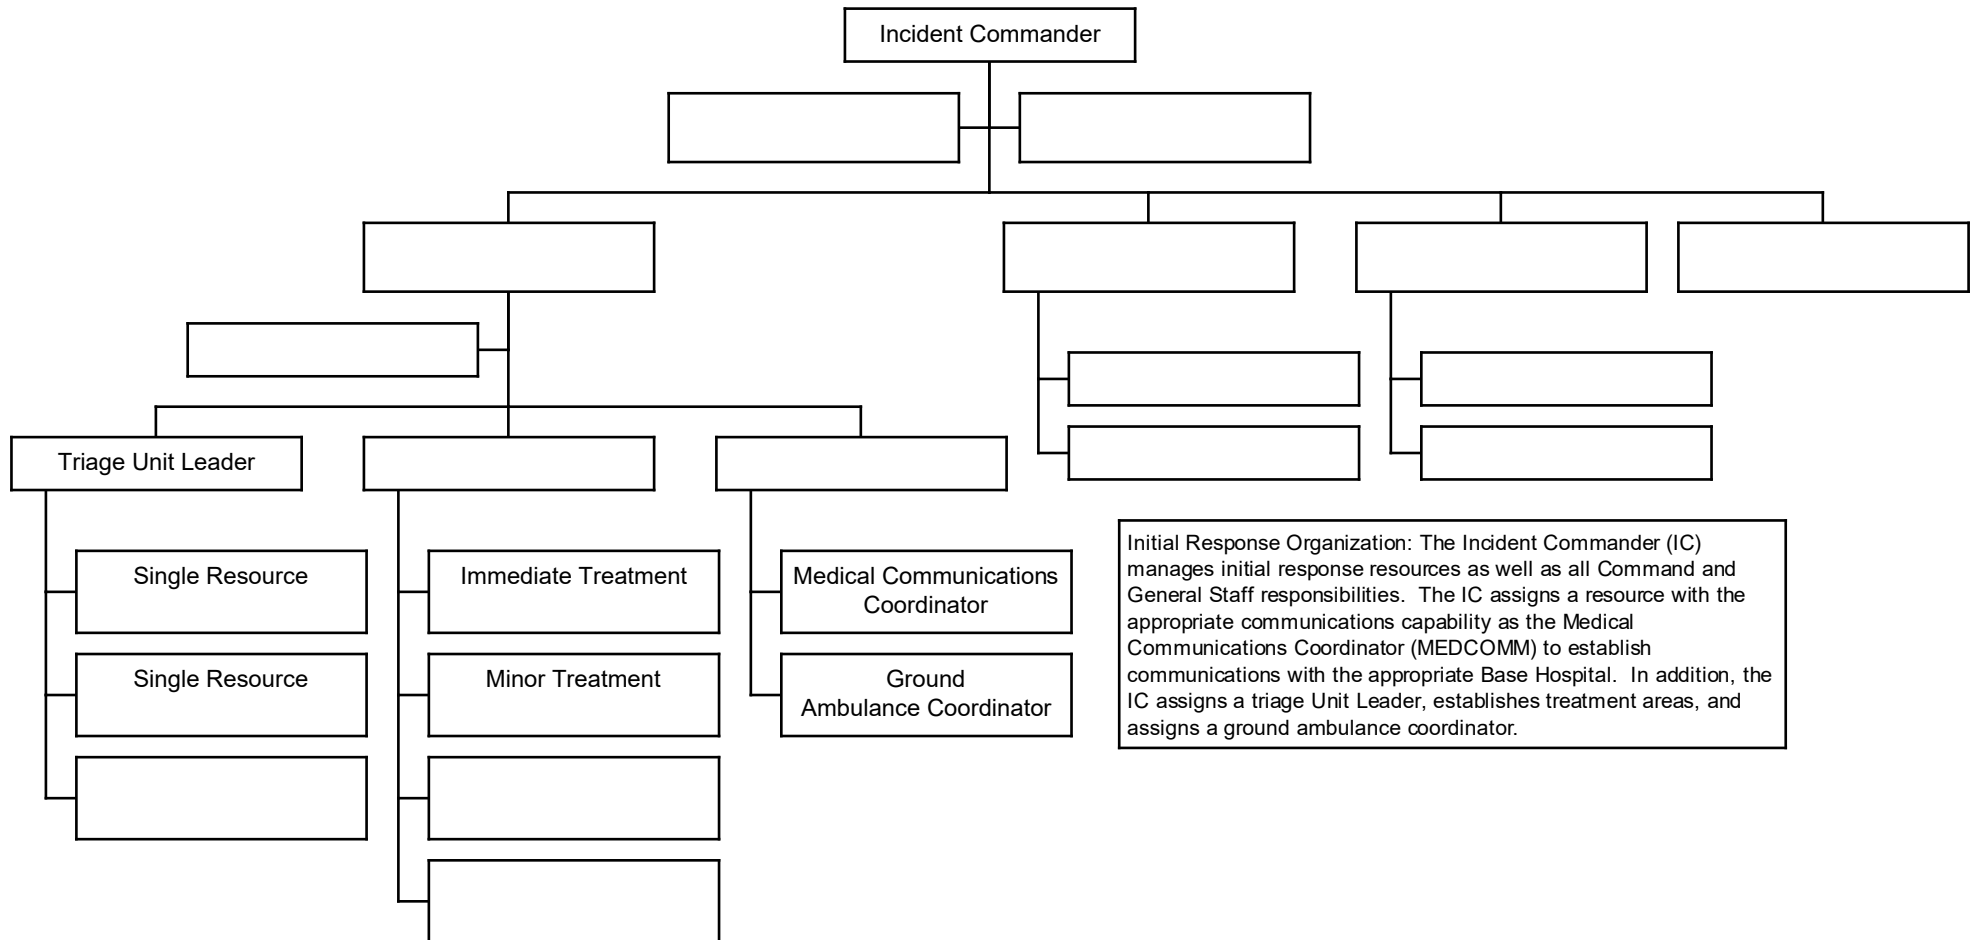 Incident Commander
Triage Unit Leader
Single Resource
Single Resource
Immediate Treatment
Minor Treatment
Medical Communications
Coordinator
Ground
Ambulance Coordinator
Initial Response Organization: The Incident Commander (IC)
manages initial response resources as well as all Command and
General Staff responsibilities.  The IC assigns a resource with the
appropriate communications capability as the Medical
Communications Coordinator (MEDCOMM) to establish
communications with the appropriate Base Hospital.  In addition, the
IC assigns a triage Unit Leader, establishes treatment areas, and
assigns a ground ambulance coordinator.